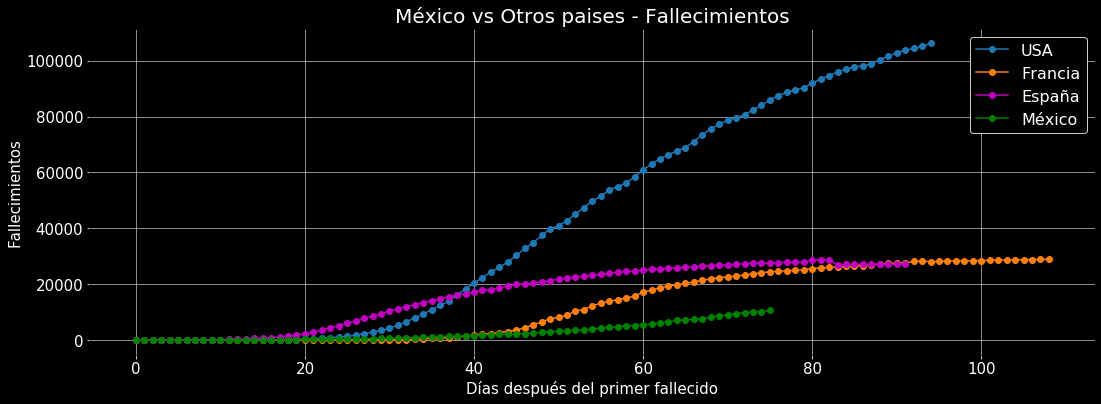 México vs Otros paises - Fallecimientos
100000
80000
60000
40000
20000
0
Fallecimientos
USA
Francia
España
México
0 20 40 60 80 100
Días después del primer fallecido